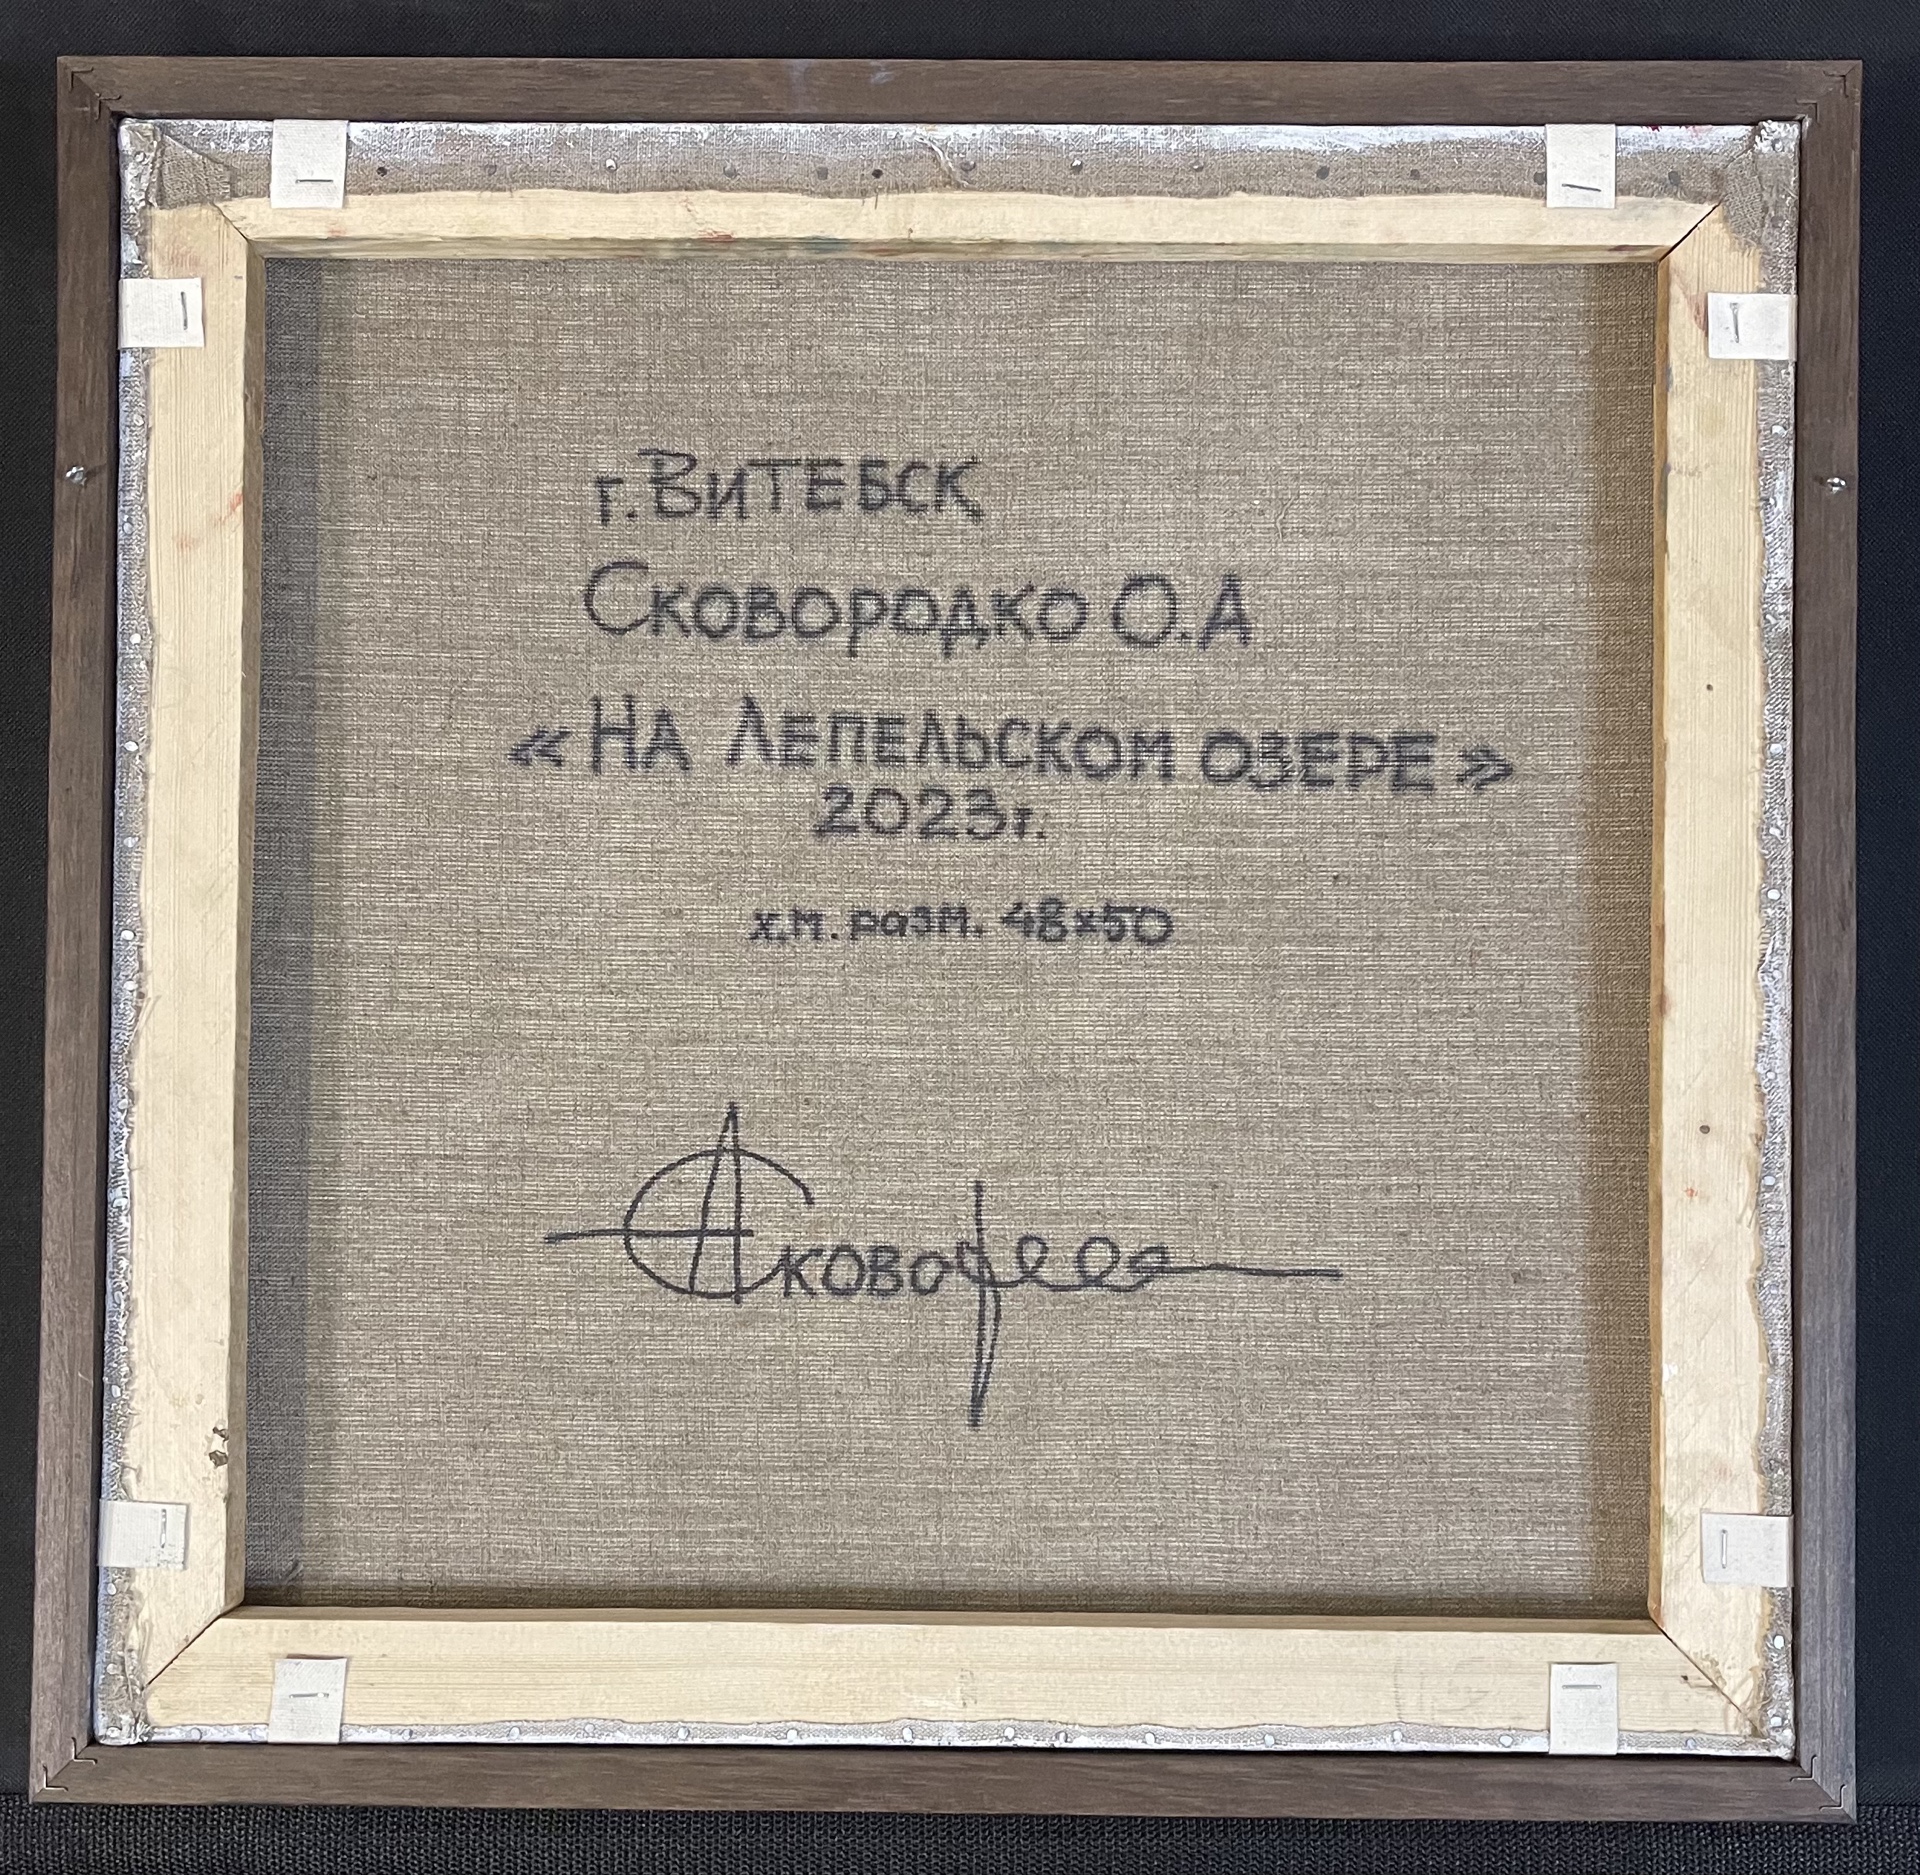 г. Витебск
Сковородко О.А
«На Лепельском озере»
2023г.
х.м. разм. 48х50